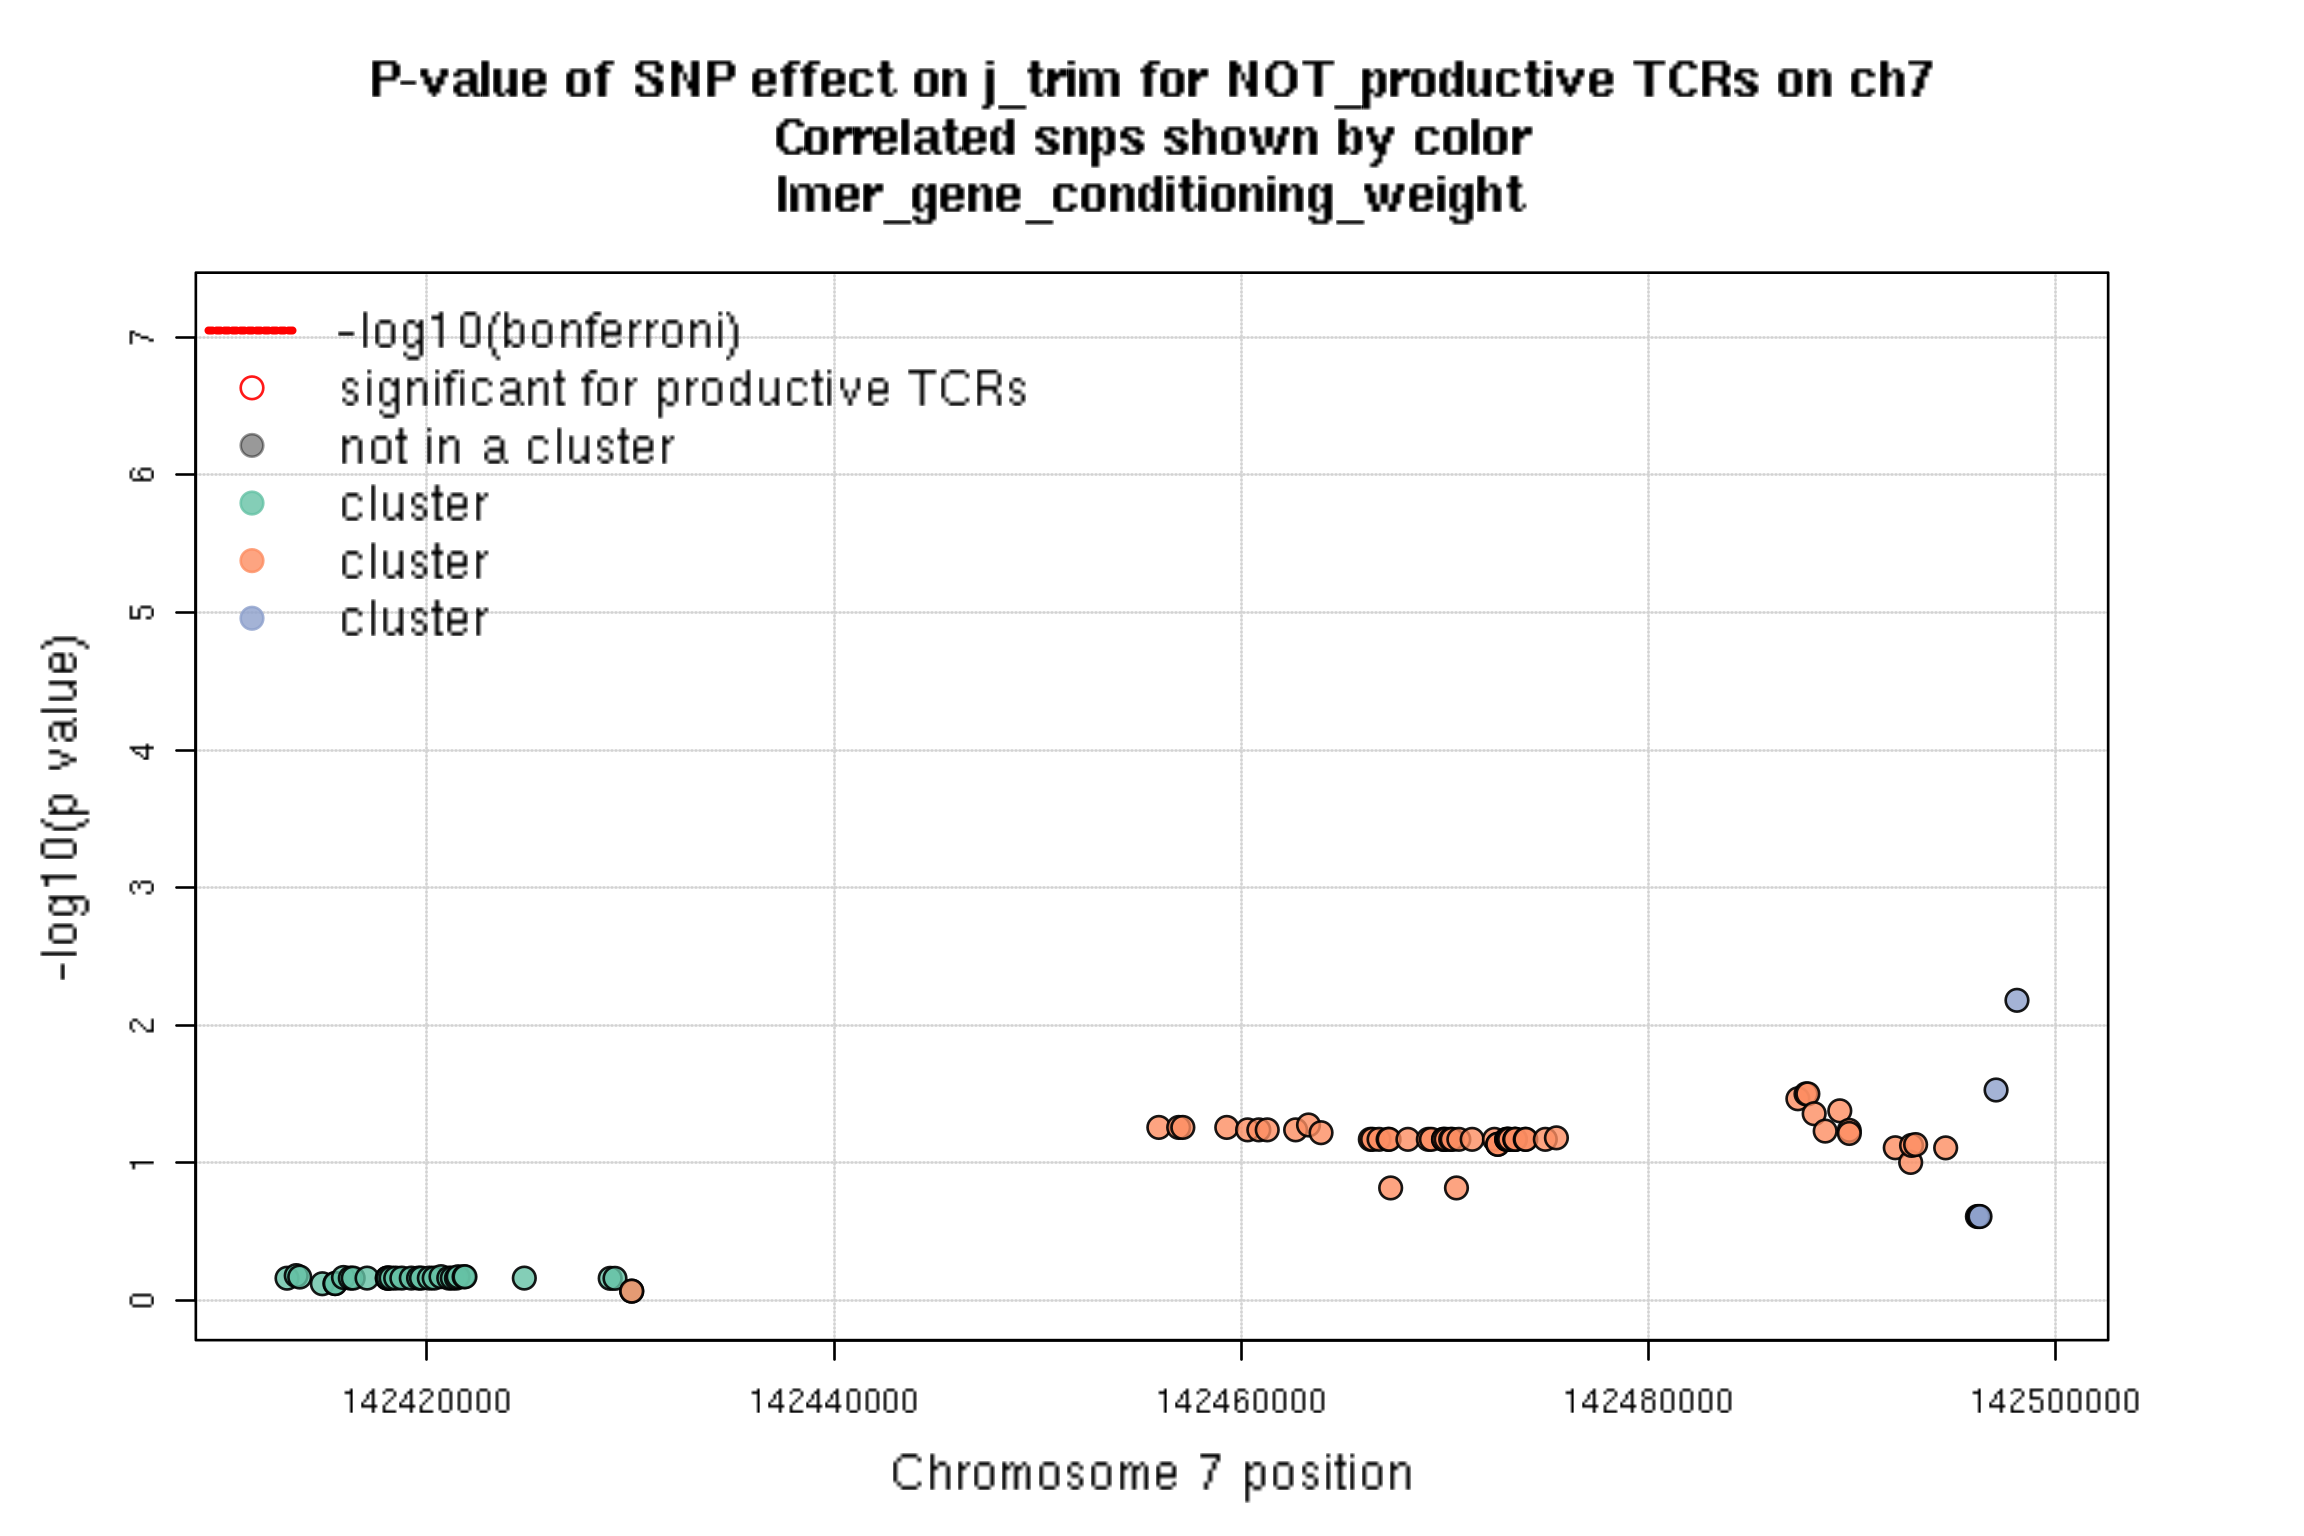 P-value of SNP effect on j_trim for NOT_productive TCRs on ch7
Correlated snps shown by color
lmer_gene_conditioning_weight
-log10(bonferroni)
significant for productive TCRs
not in a cluster
cluster
cluster
cluster
-log10(p value)
7
6
5
4
3
2
1
0
142420000 142440000 142460000 142480000 142500000
Chromosome 7 position